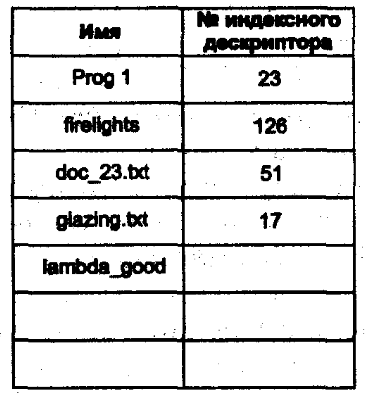 Имя
№ индексного
дескриптора
Prog 1
23
firelights
126
doc_23.txt
51
glazing.txt
17
lambda_good